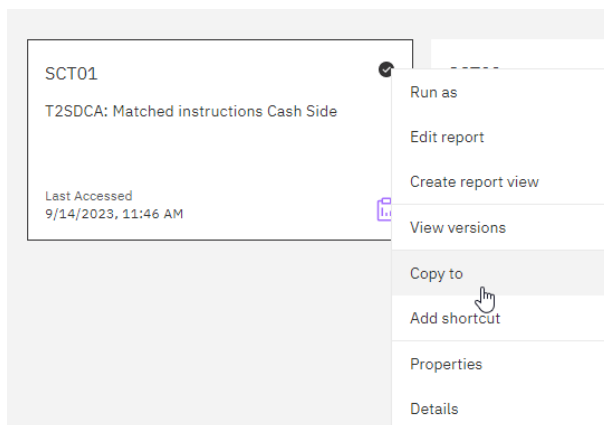 SCT01
T2SDCA: Matched instructions Cash Side
Last Accessed
9/14/2023, 11:46 AM
Run as
Edit report
Create report view
View versions
Copy to
Add shortcut
Properties
Details